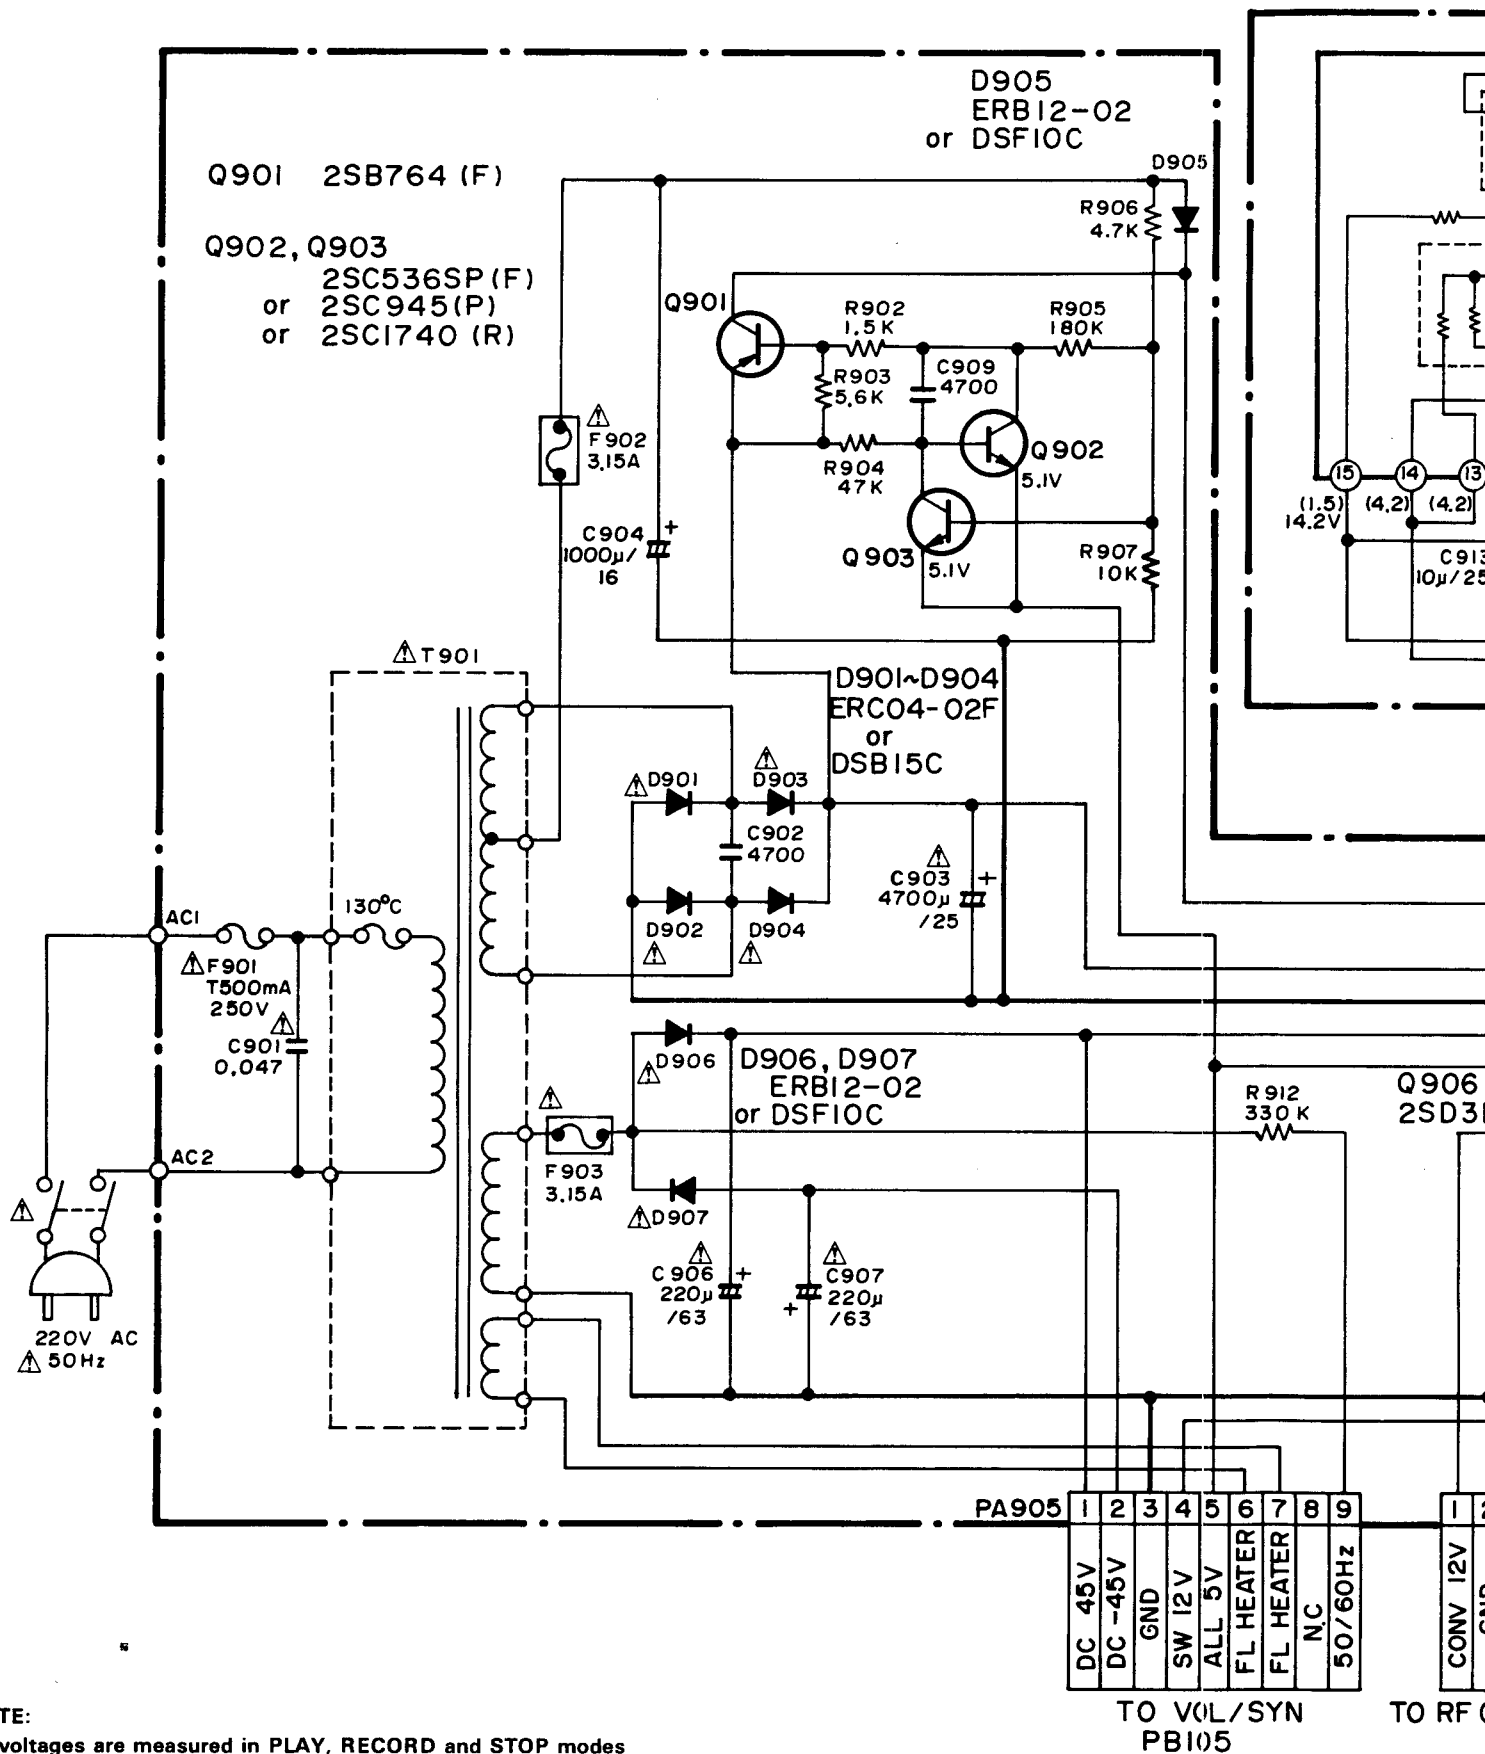 D905
ERB12-02
or DSF10C
Q901 2SB764 (F)
Q902, Q903
2SC536SP (F)
or 2SC945 (P)
or 2SC1740 (R)
D905
R906
4.7K
Q901
R902
1.5K
R905
180K
R903
5.6K
C909
4700
F902
3.15A
R904
47K
Q902
5.1V
C904
1000µ/
16
+
Q903
5.1V
R907
10K
15
14
13
(1.5)
14.2V
(4.2)
(4.2)
C913
10µ/25
T901
D901~D904
ERC04-02F
or
DSB15C
D901
D903
C902
4700
C903
4700µ
/25
+
D902
D904
130°C
AC1
F901
T500mA
250V
C901
0.047
AC2
D906
D906, D907
ERB12-02
or DSF10C
R912
330K
Q906
F903
3.15A
D907
C906
220µ
/63
+
C907
220µ
/63
+
220V AC
50Hz
PA905 1 2 3 4 5 6 7 8 9
DC 45V
DC -45V
GND
SW 12V
ALL 5V
FL HEATER
FL HEATER
N.C
50/60Hz
TO VOL/SYN
PB105
1
CONV 12V
GND
TO RF
TE:
voltages are measured in PLAY, RECORD and STOP modes